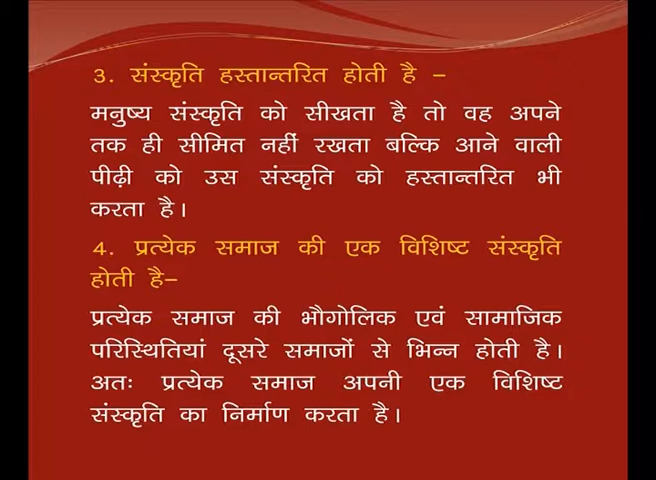 3. संस्कृति हस्तान्तरित होती है –
मनुष्य संस्कृति को सीखता है तो वह अपने
तक ही सीमित नहीं रखता बल्कि आने वाली
पीढ़ी को उस संस्कृति को हस्तान्तरित भी
करता है।
4. प्रत्येक समाज की एक विशिष्ट संस्कृति
होती है–
प्रत्येक समाज की भौगोलिक एवं सामाजिक
परिस्थितियां दूसरे समाजों से भिन्न होती है।
अतः प्रत्येक समाज अपनी एक विशिष्ट
संस्कृति का निर्माण करता है।